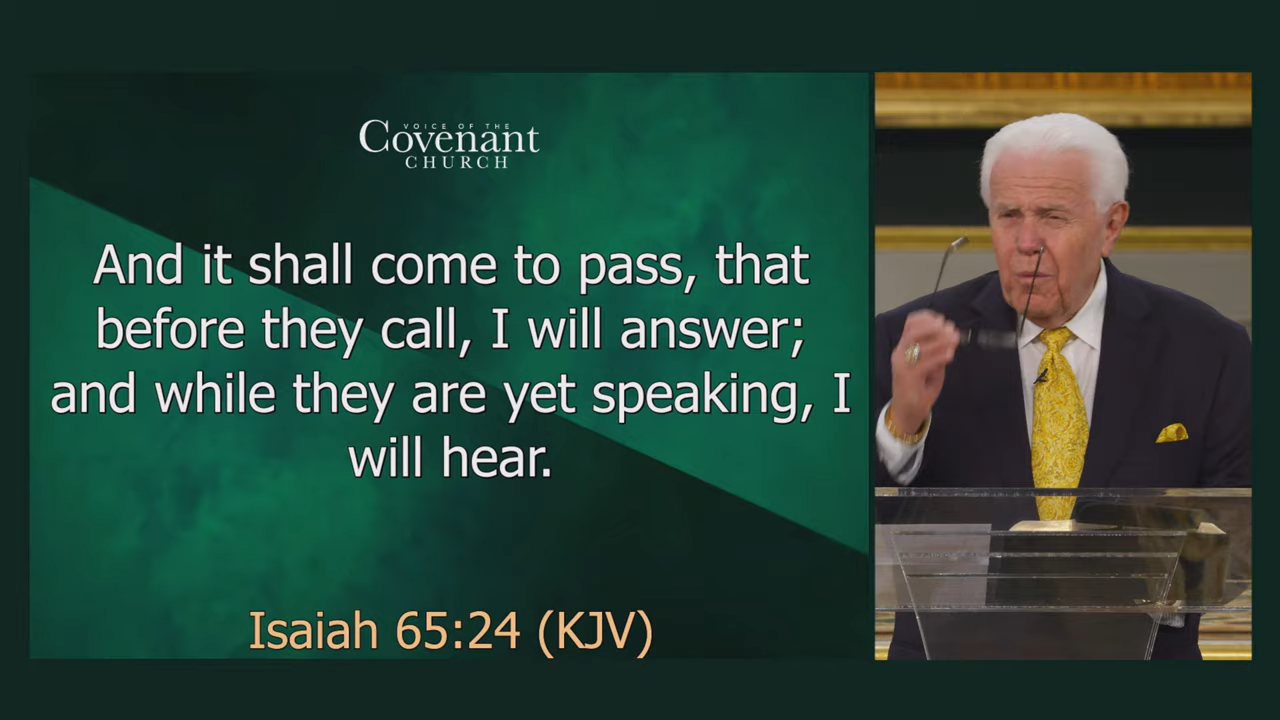 VOICE OF THE
Covenant
CHURCH
And it shall come to pass, that
before they call, I will answer;
and while they are yet speaking, I
will hear.
Isaiah 65:24 (KJV)